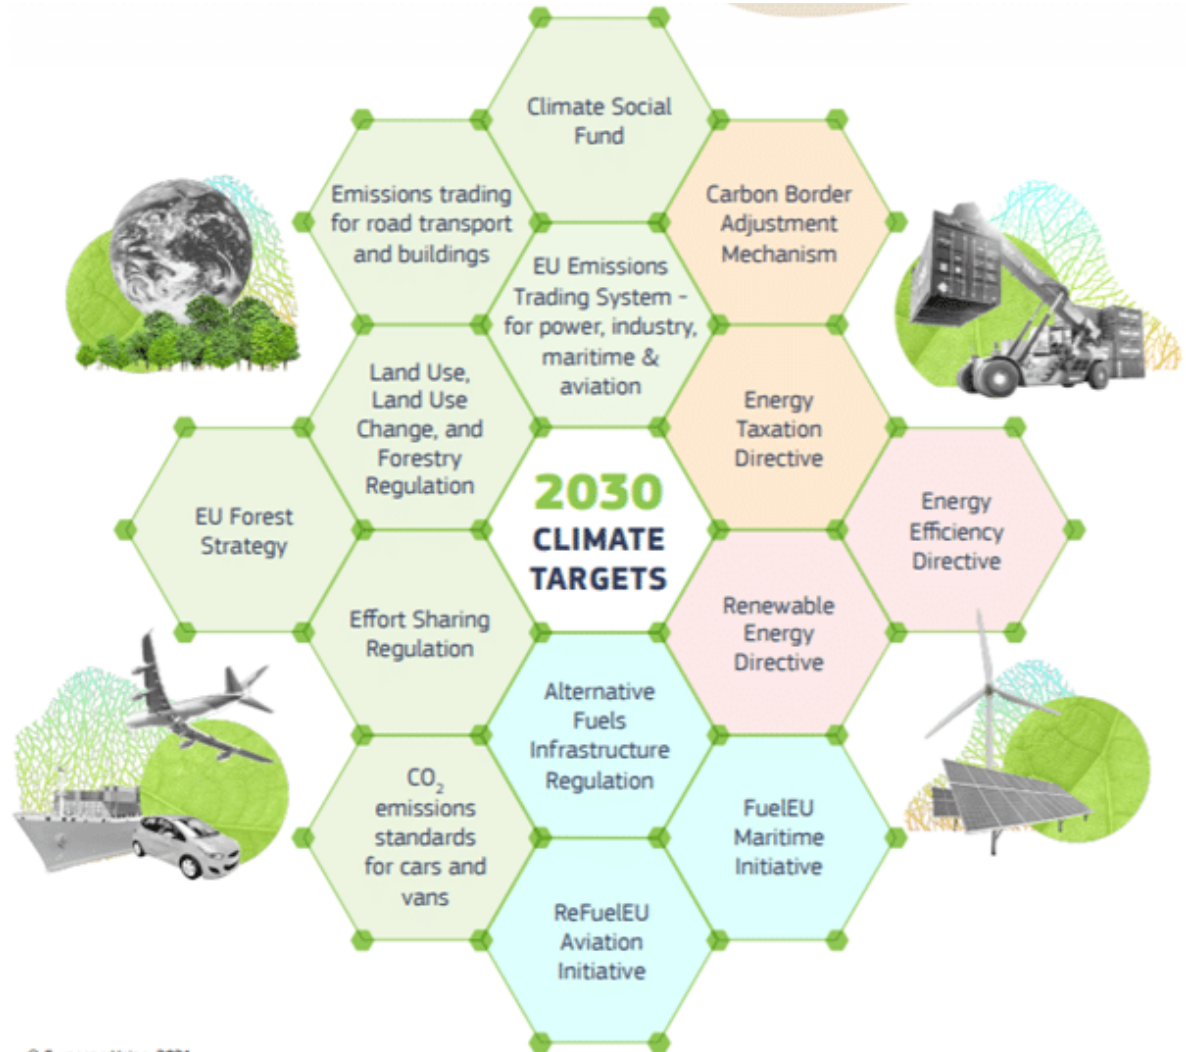 Climate Social
Fund
Emissions trading
for road transport
and buildings
Carbon Border
Adjustment
Mechanism
EU Emissions
Trading System -
for power, industry,
maritime &
aviation
Land Use,
Land Use
Change, and
Forestry
Regulation
Energy
Taxation
Directive
EU Forest
Strategy
2030
CLIMATE
TARGETS
Energy
Efficiency
Directive
Effort Sharing
Regulation
Renewable
Energy
Directive
Alternative
Fuels
Infrastructure
Regulation
CO₂
emissions
standards
for cars and
vans
FuelEU
Maritime
Initiative
ReFuelEU
Aviation
Initiative